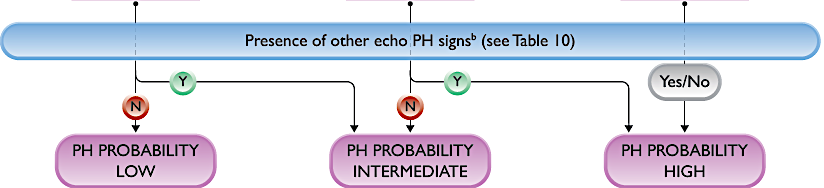 Presence of other echo PH signsᵇ (see Table 10)
Y
Y
Yes/No
N
N
PH PROBABILITY
LOW
PH PROBABILITY
INTERMEDIATE
PH PROBABILITY
HIGH